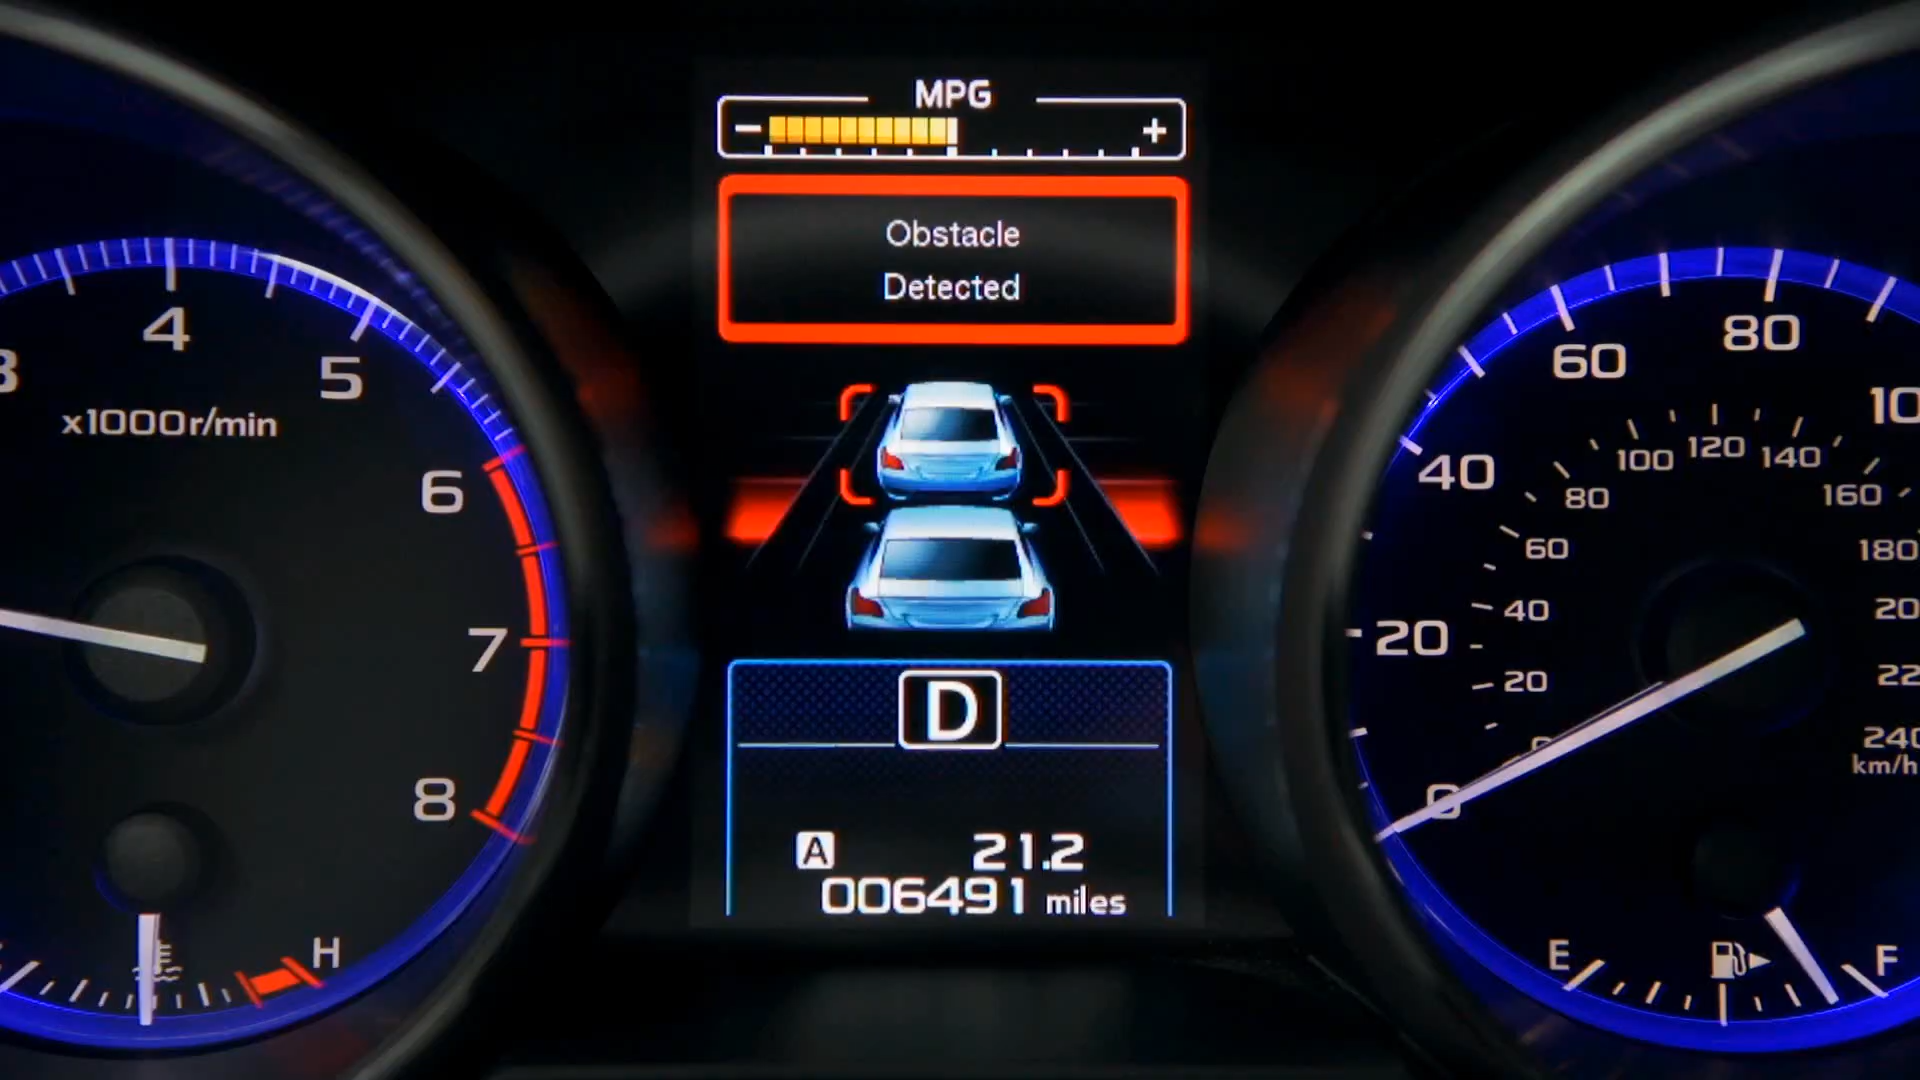 MPG
- +
Obstacle
Detected
4
5
6
7
8
x1000r/min
H
D
A 21.2
006491 miles
0
20
40
60
80
20
40
60
80
100
120
140
160
180
240
km/h
E
F